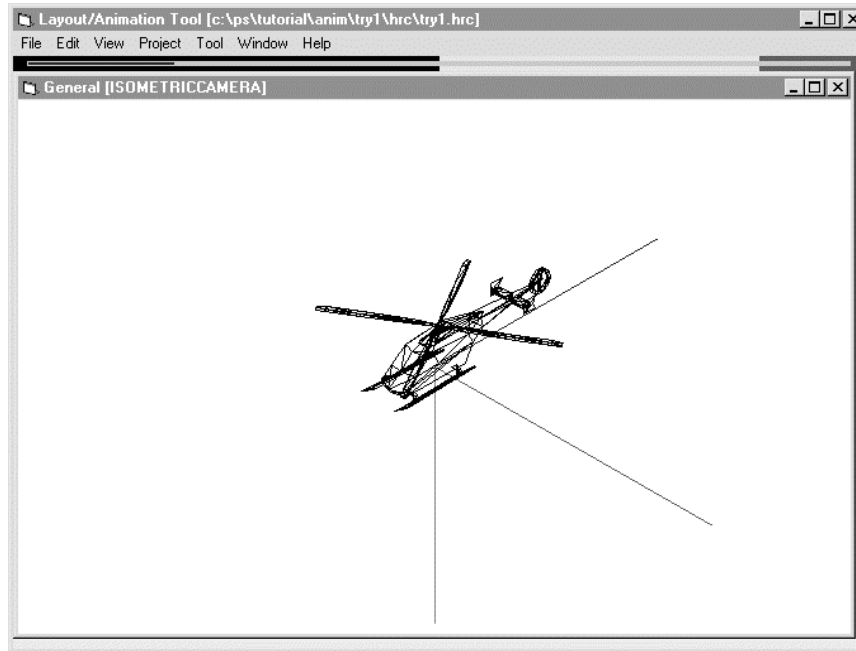 Layout/Animation Tool [c:\ps\tutorial\anim\try1\hrc\try1.hrc]
File Edit View Project Tool Window Help
General [ISOMETRICCAMERA]